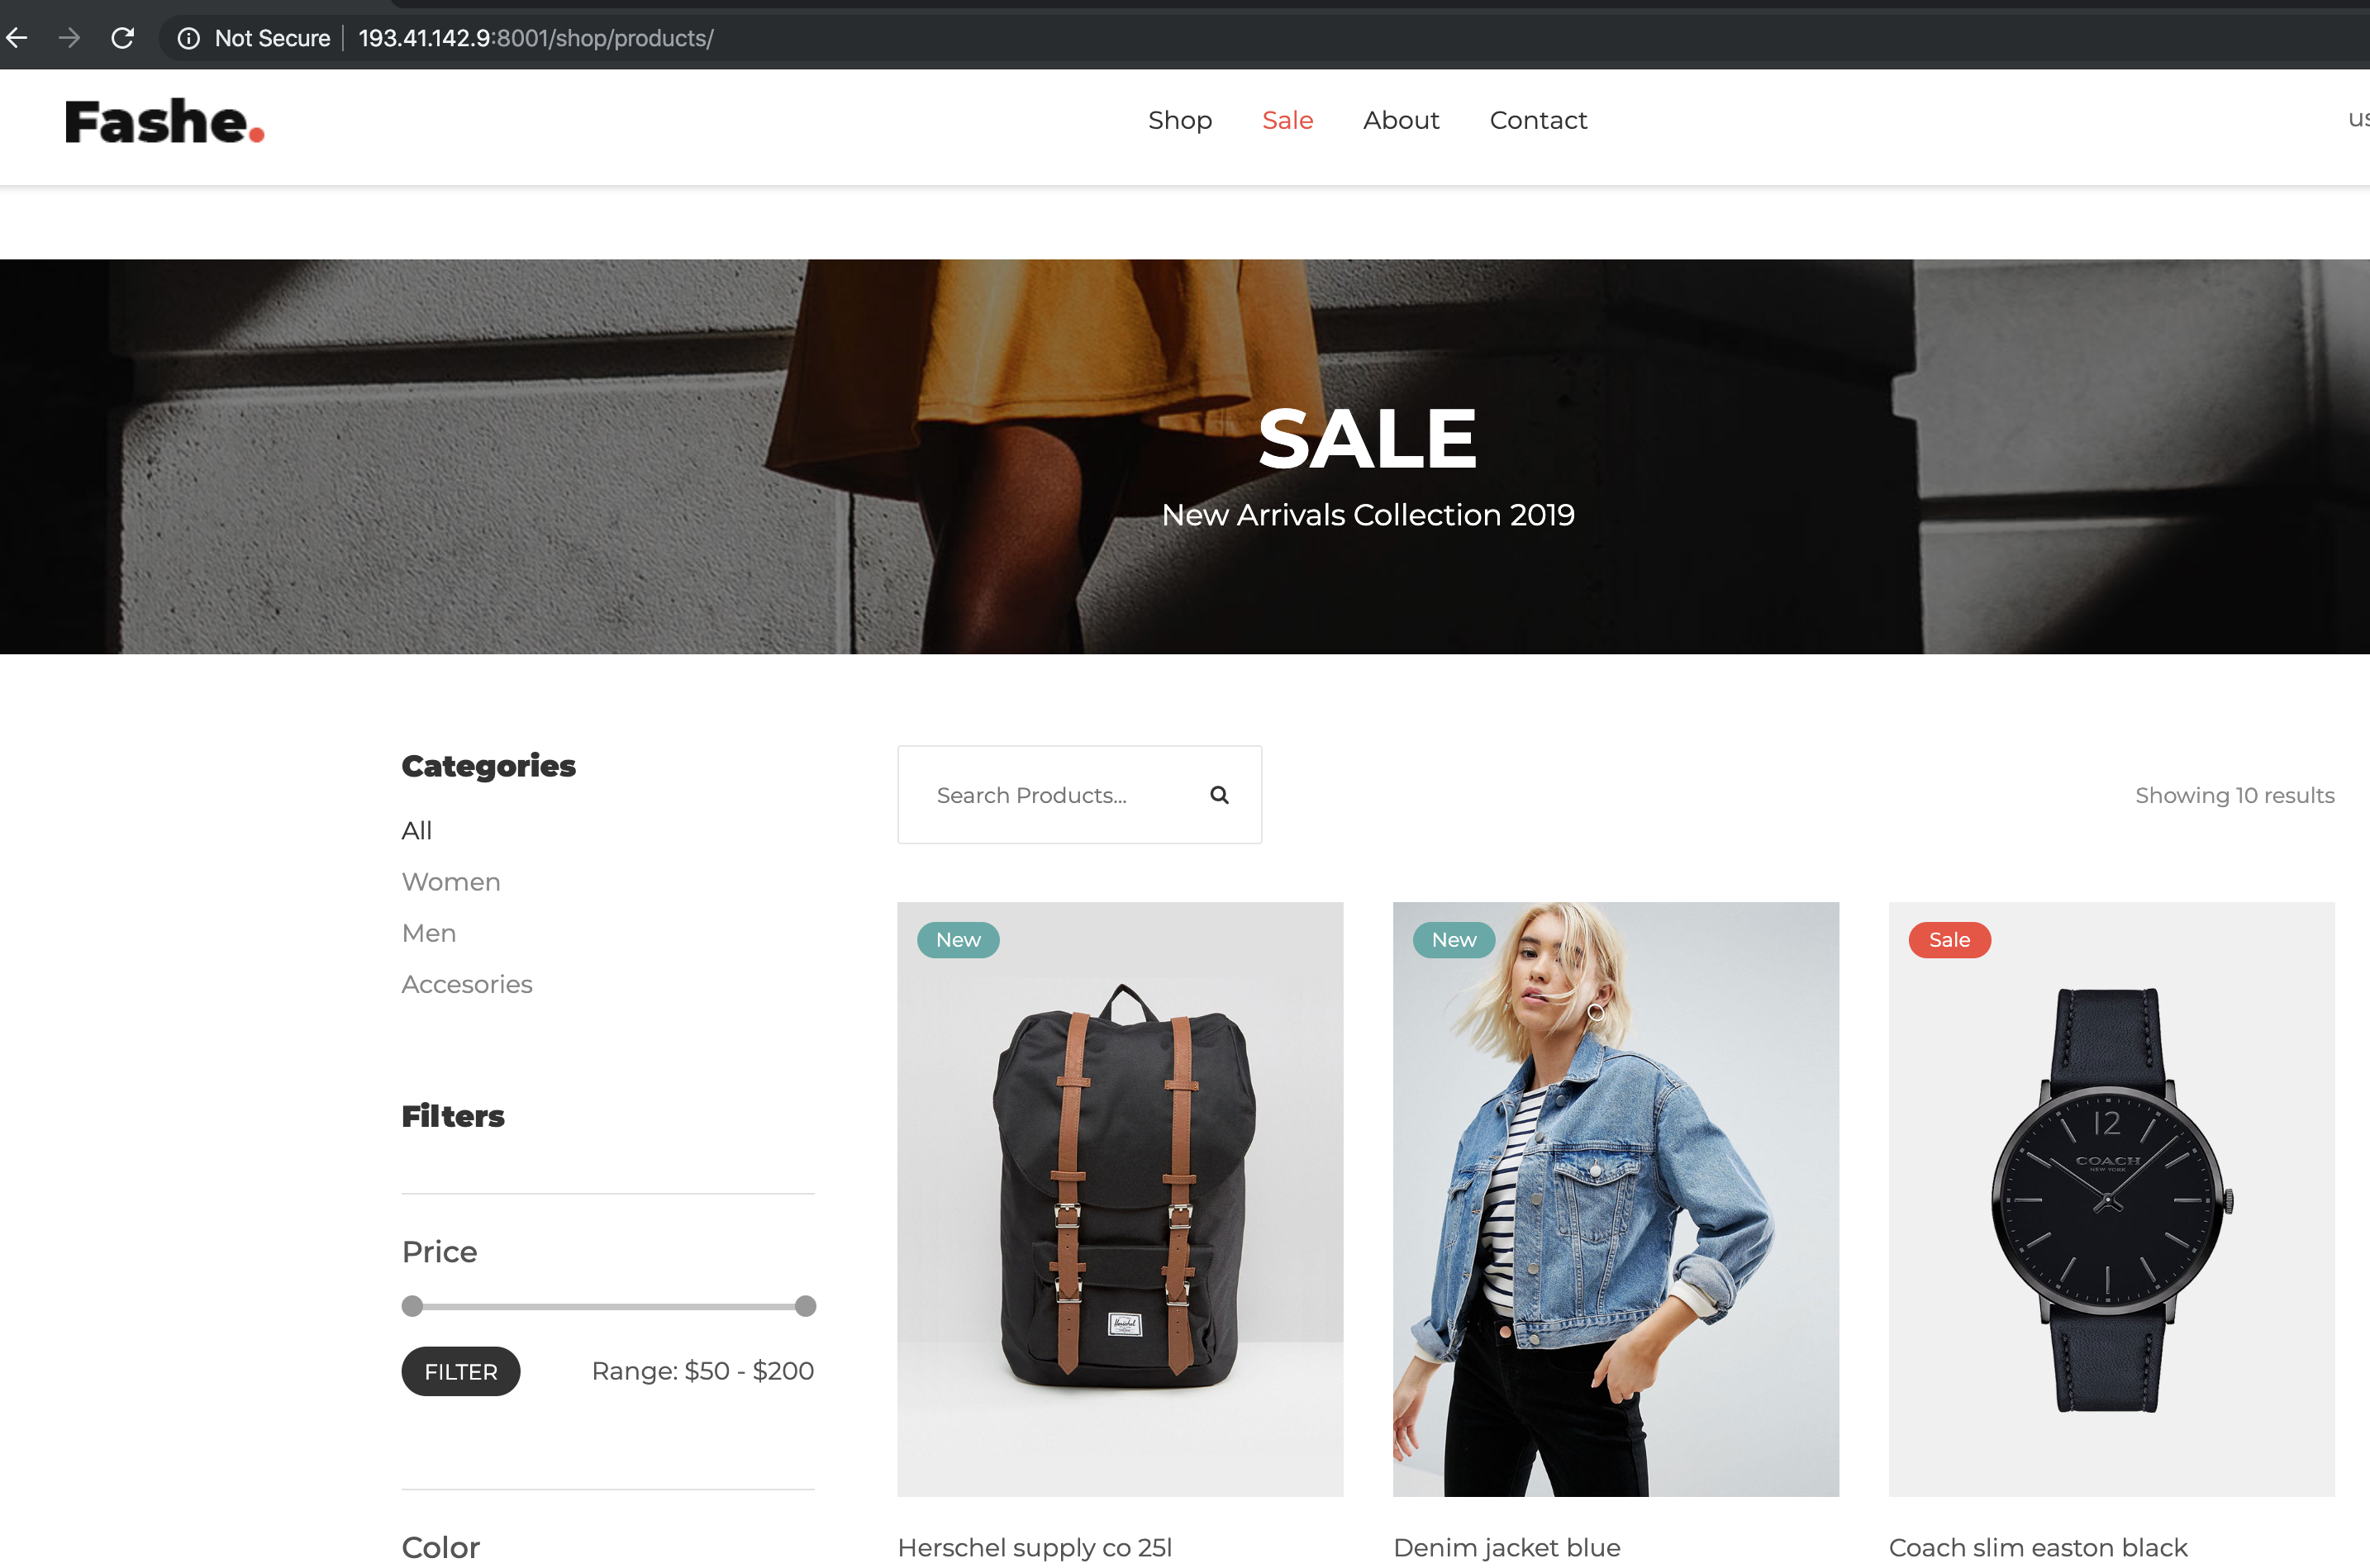 Not Secure | 193.41.142.9:8001/shop/products/
Fashe.
Shop Sale About Contact
SALE
New Arrivals Collection 2019
Categories
All
Women
Men
Accesories
Filters
Price
FILTER Range: $50 - $200
Color
Search Products...
Showing 10 results
New
Herschel
Herschel supply co 25l
New
Denim jacket blue
Sale
12
COACH
NEW YORK
Coach slim easton black